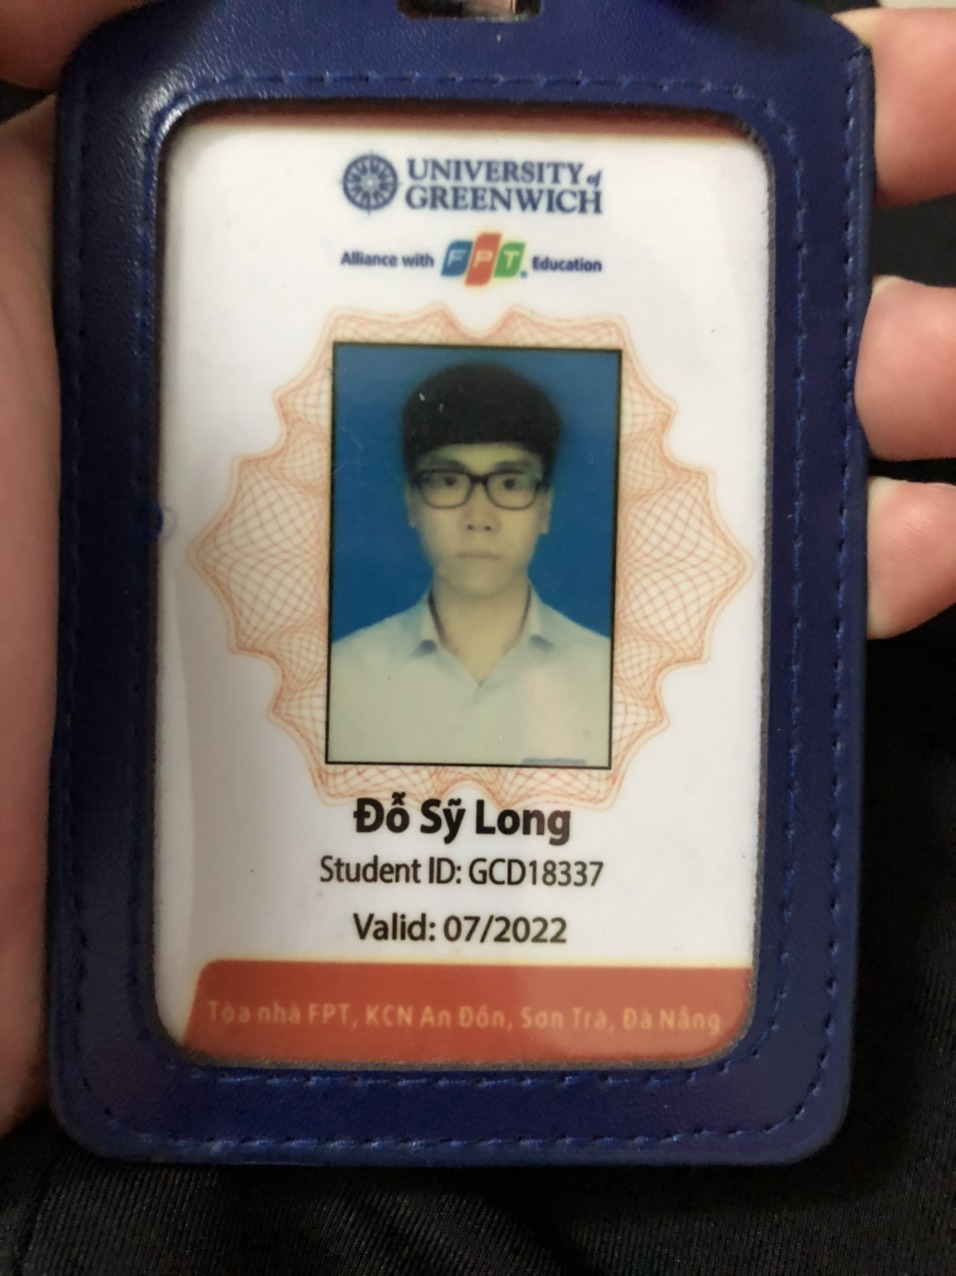 UNIVERSITY of
GREENWICH
Alliance with FPT. Education
Đỗ Sỹ Long
Student ID: GCD18337
Valid: 07/2022
Tòa nhà FPT, KCN An Đồn, Sơn Trà, Đà Nẵng